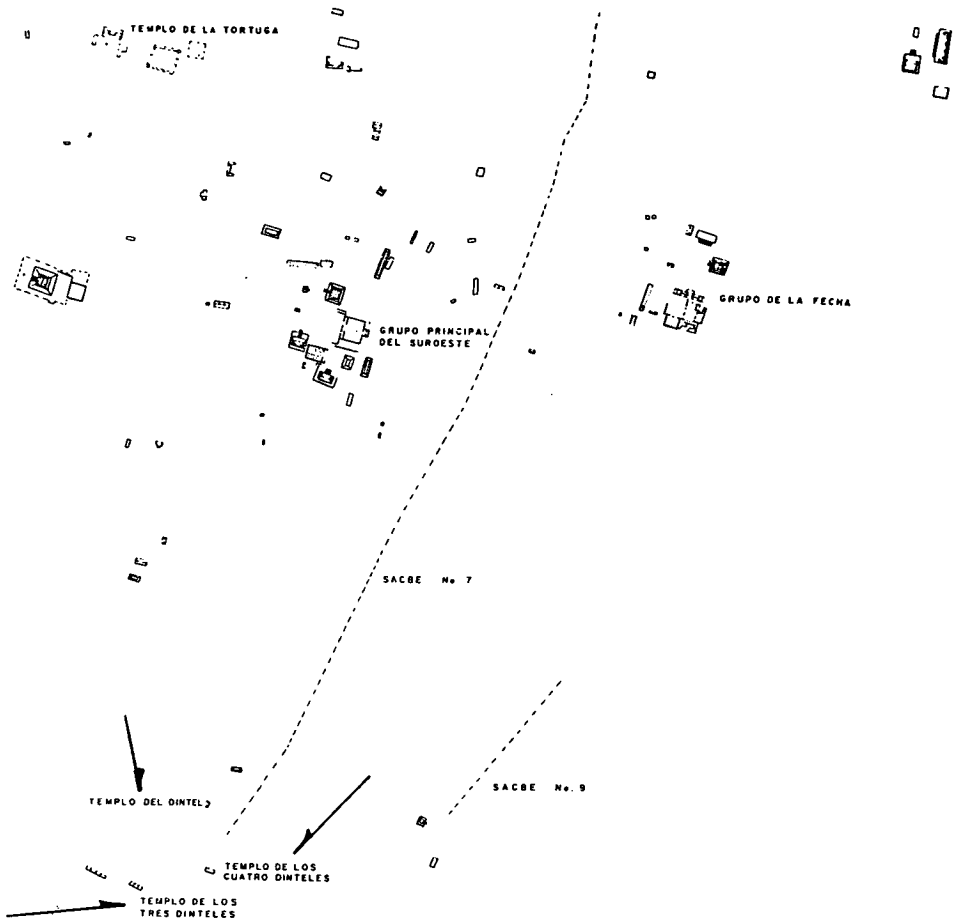 TEMPLO DE LA TORTUGA
GRUPO DE LA FECHA
GRUPO PRINCIPAL
DEL SUROESTE
SACBE No 7
SACBE No. 9
TEMPLO DEL DINTEL
TEMPLO DE LOS
CUATRO DINTELES
TEMPLO DE LOS
TRES DINTELES